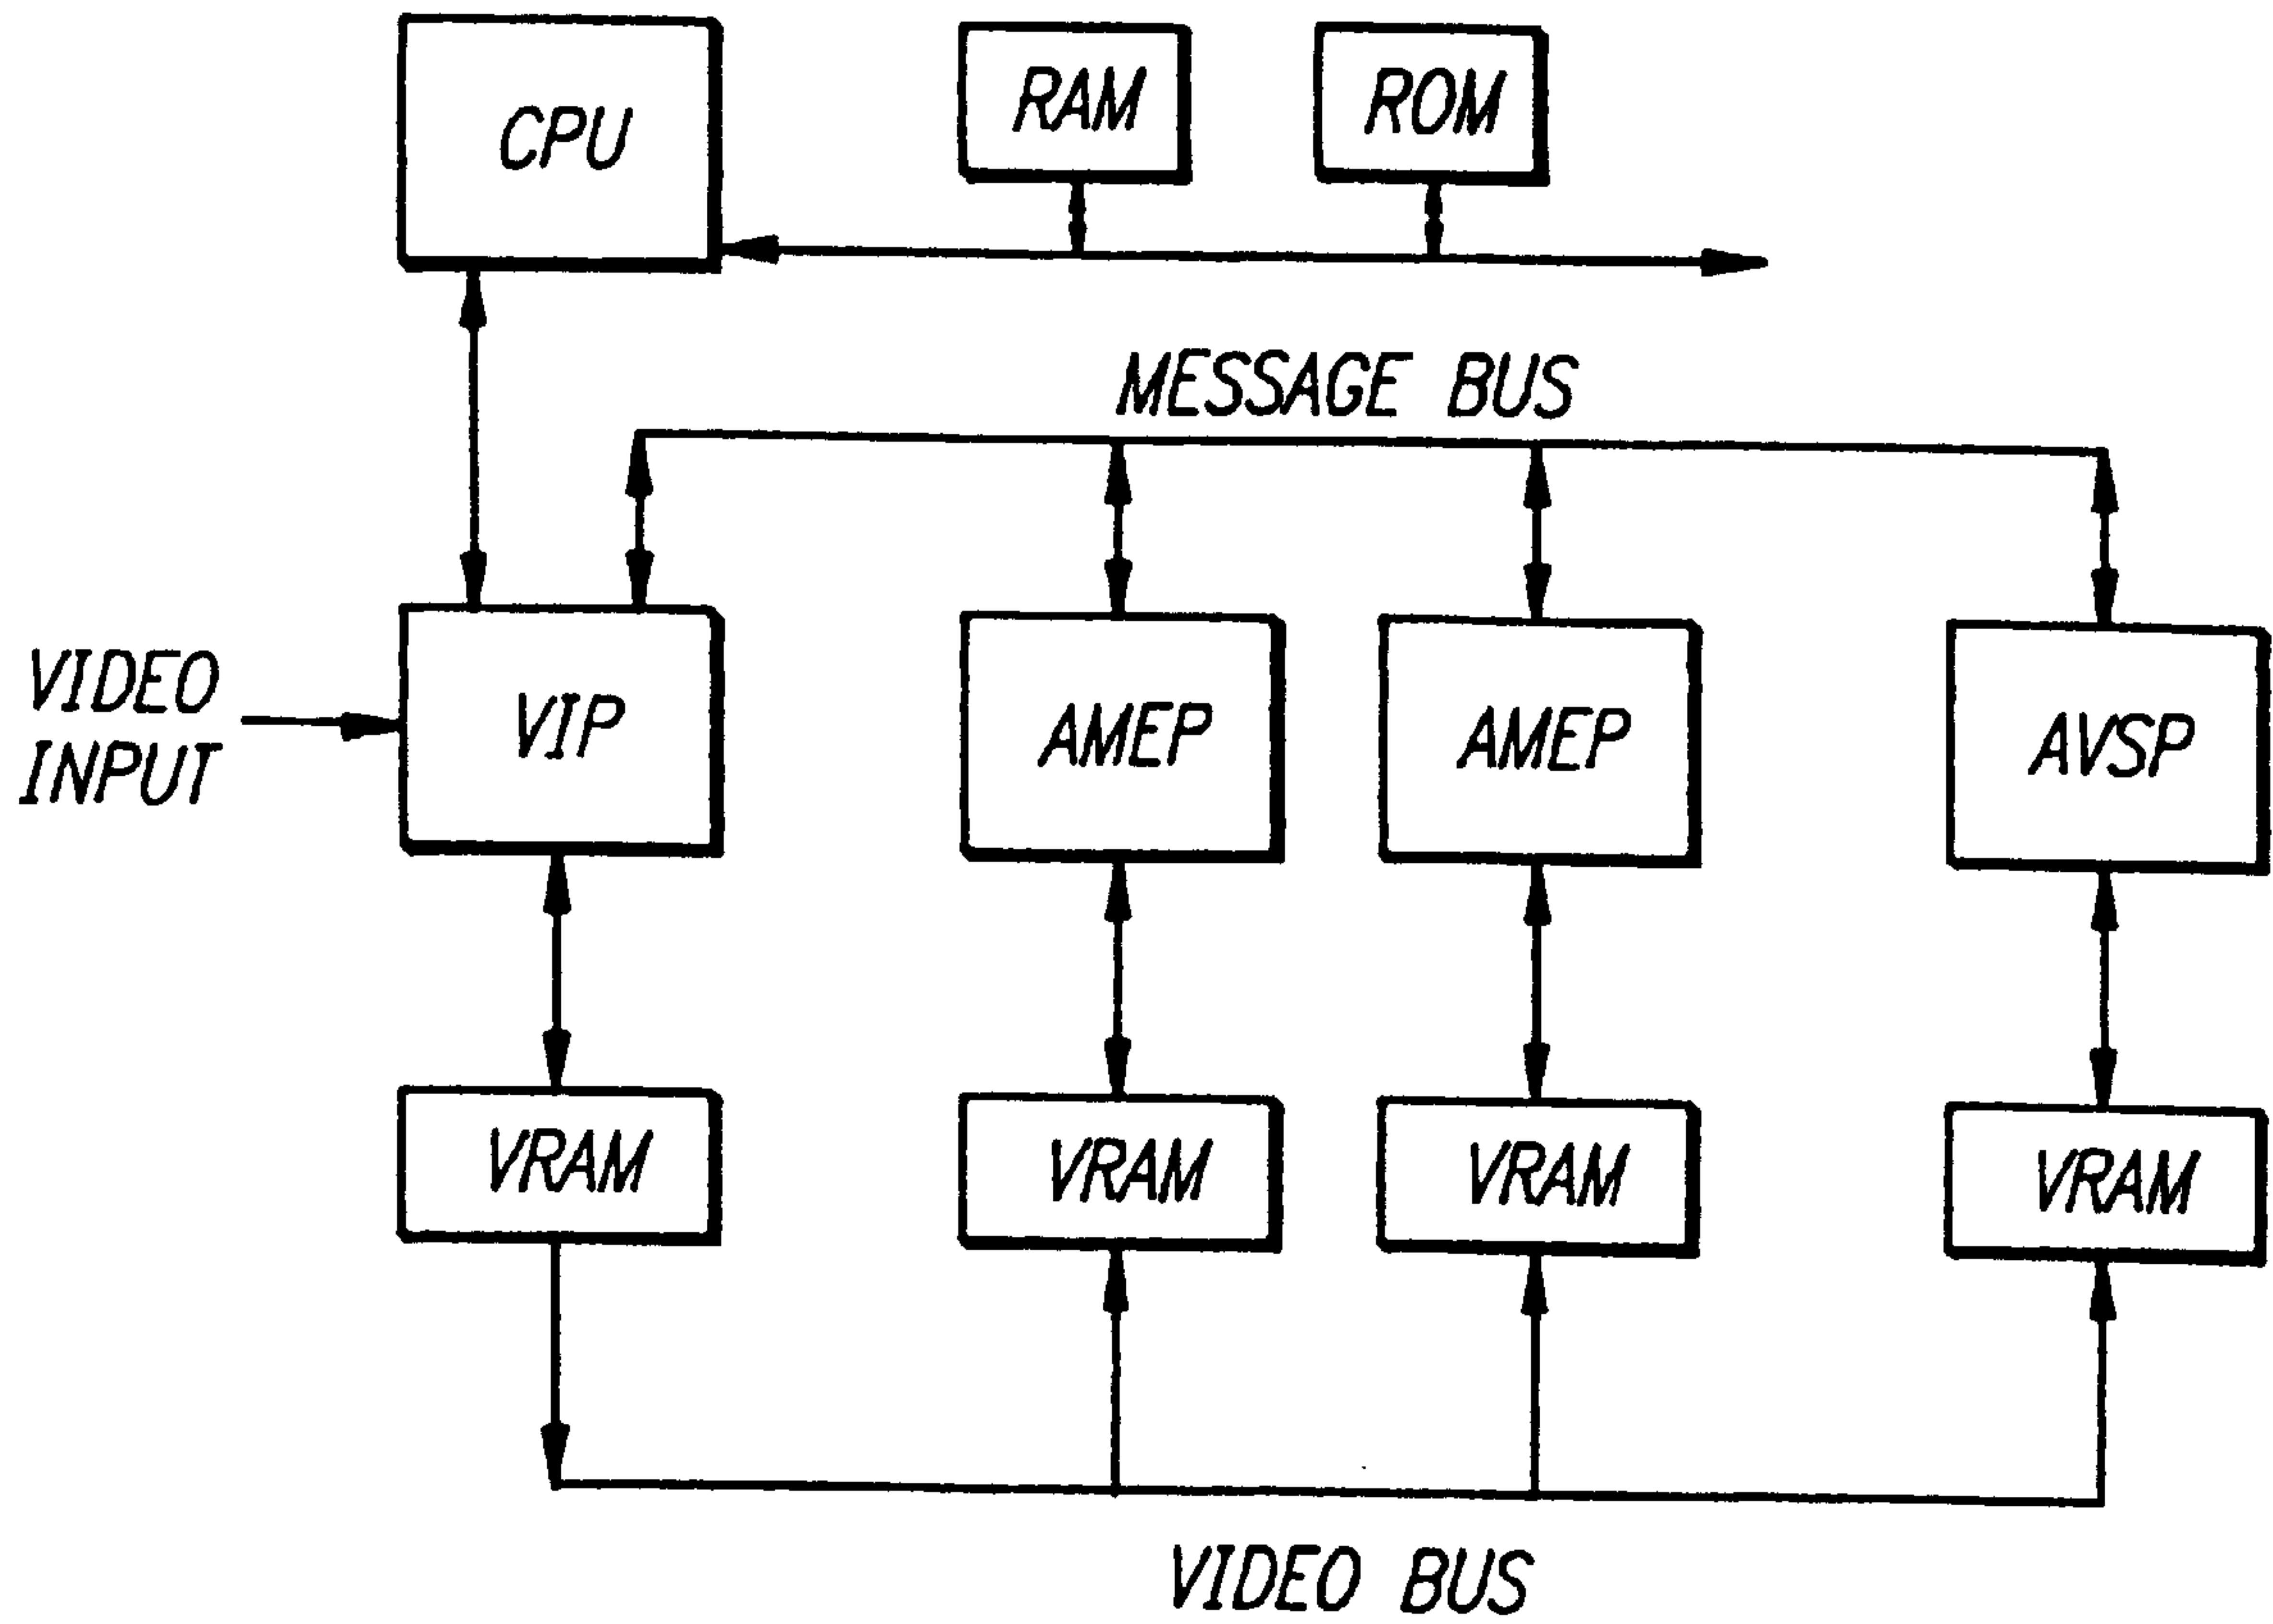 CPU
RAM
ROM
MESSAGE BUS
VIDEO
INPUT
VIP
AMEP
AMEP
AVSP
VRAM
VRAM
VRAM
VRAM
VIDEO BUS